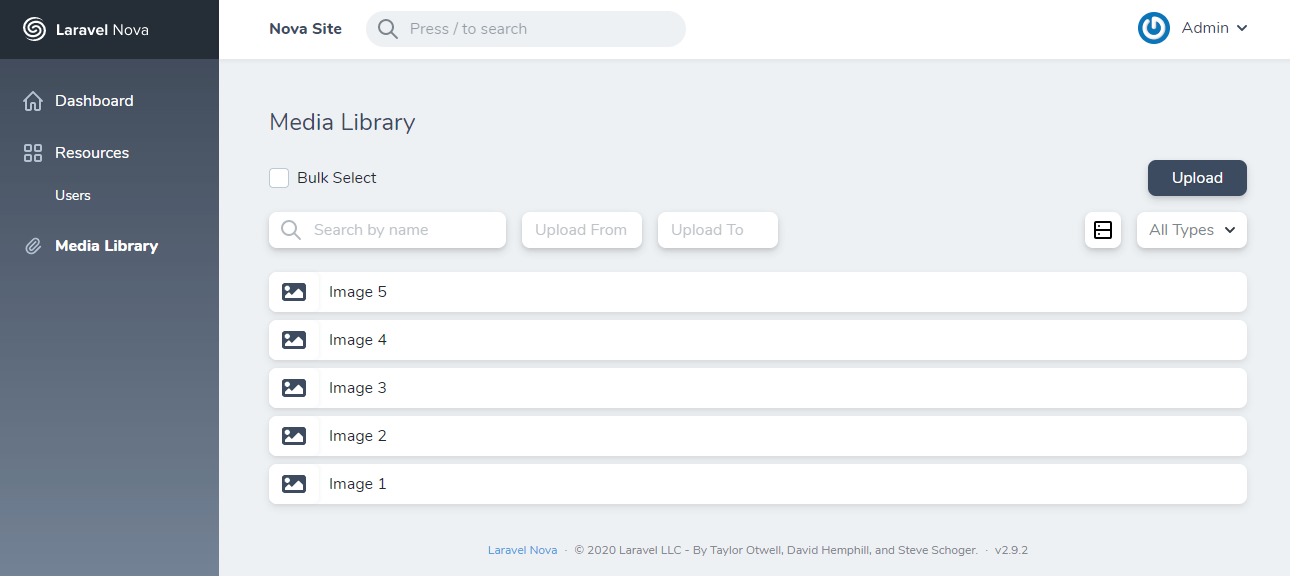 Laravel Nova
Nova Site
Press / to search
Admin
Dashboard
Resources
Users
Media Library
Media Library
Bulk Select
Upload
Search by name
Upload From
Upload To
All Types
Image 5
Image 4
Image 3
Image 2
Image 1
Laravel Nova · © 2020 Laravel LLC - By Taylor Otwell, David Hemphill, and Steve Schoger. · v2.9.2